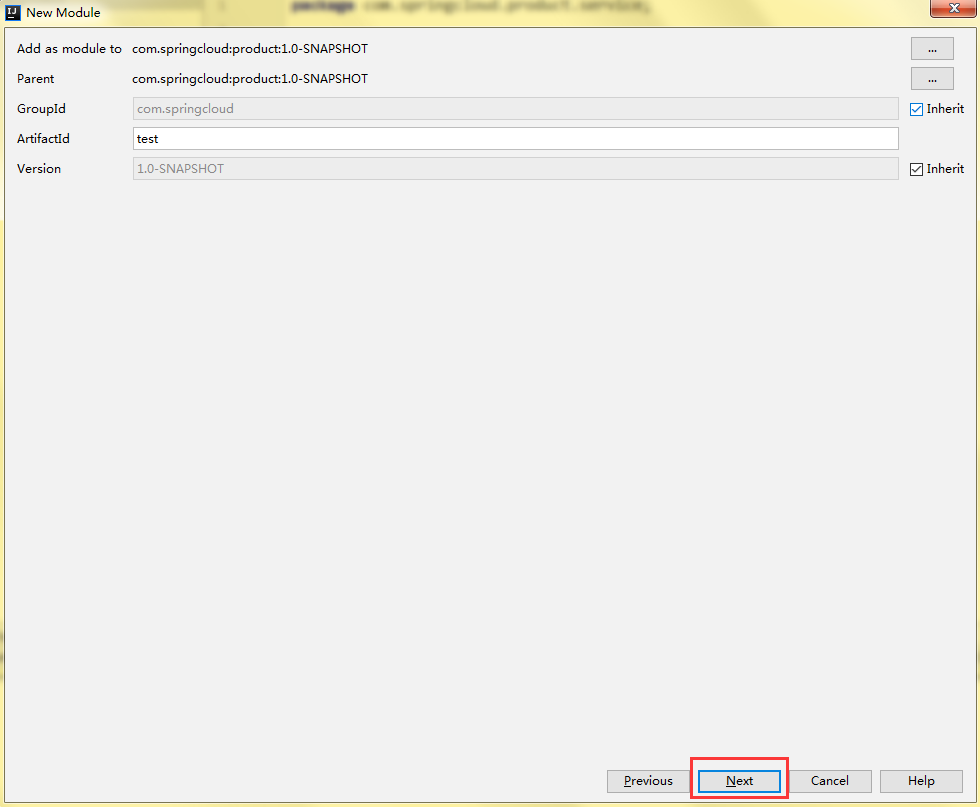 IJ New Module
package com.springcloud.product.service;
Add as module to com.springcloud:product:1.0-SNAPSHOT ...
Parent com.springcloud:product:1.0-SNAPSHOT ...
GroupId com.springcloud Inherit
ArtifactId test
Version 1.0-SNAPSHOT Inherit
Previous Next Cancel Help